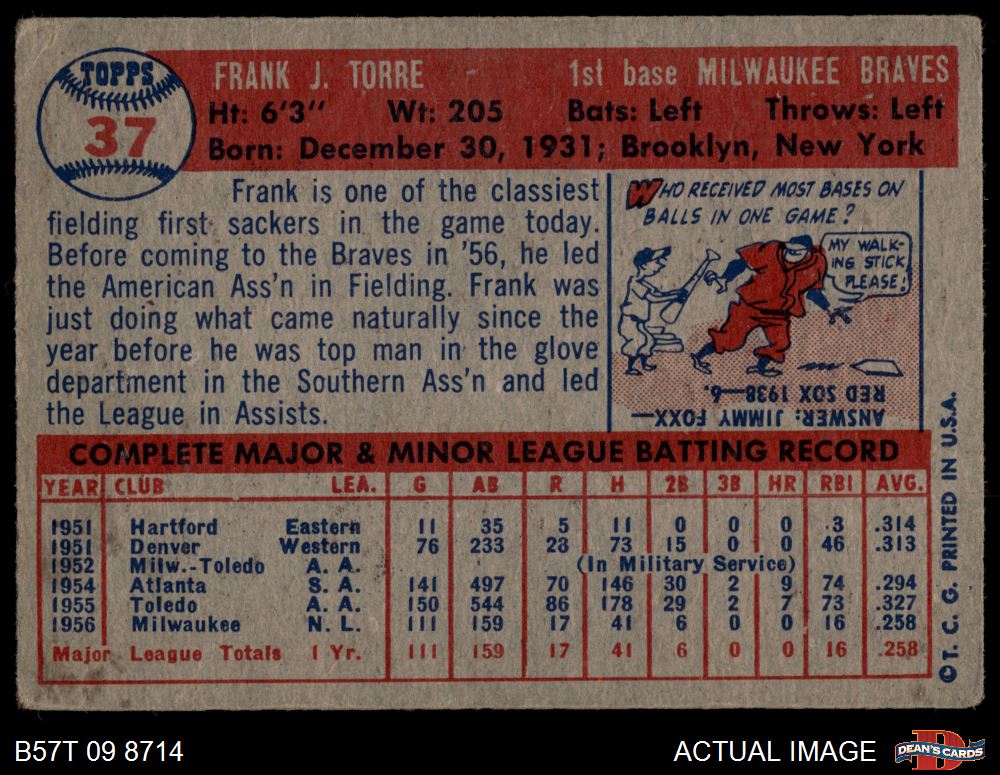 TOPPS
37
FRANK J. TORRE 1st base MILWAUKEE BRAVES
Ht: 6'3" Wt: 205 Bats: Left Throws: Left
Born: December 30, 1931; Brooklyn, New York
Frank is one of the classiest
fielding first sackers in the game today.
Before coming to the Braves in '56, he led
the American Ass'n in Fielding. Frank was
just doing what came naturally since the
year before he was top man in the glove
department in the Southern Ass'n and led
the League in Assists.
WHO RECEIVED MOST BASES ON
BALLS IN ONE GAME?
MY WALK-
ING STICK,
PLEASE!
ANSWER: JIMMY FOXX—
RED SOX 1938—6.
COMPLETE MAJOR & MINOR LEAGUE BATTING RECORD
YEAR CLUB LEA. G AB R H 2B 3B HR RBI AVG.
1951 Hartford Eastern 11 35 5 11 0 0 0 3 .314
1951 Denver Western 76 233 28 73 15 0 0 46 .313
1952 Milw.-Toledo A. A. (In Military Service)
1954 Atlanta S. A. 141 497 70 146 30 2 9 74 .294
1955 Toledo A. A. 150 544 86 178 29 2 7 73 .327
1956 Milwaukee N. L. 111 159 17 41 6 0 0 16 .258
Major League Totals 1 Yr. 111 159 17 41 6 0 0 16 .258
©T. C. G. PRINTED IN U.S.A.
B57T 09 8714
ACTUAL IMAGE
D
DEAN'S CARDS